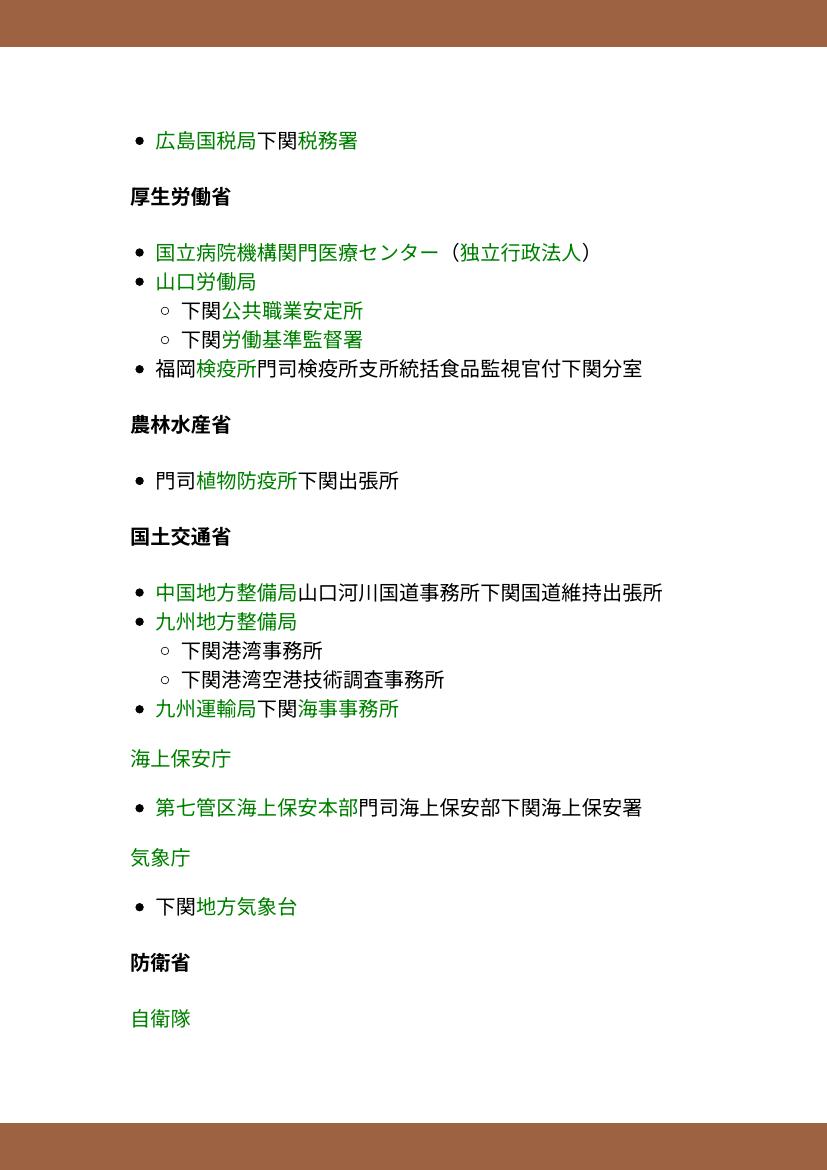 広島国税局下関税務署
厚生労働省
国立病院機構関門医療センター（独立行政法人）
山口労働局
下関公共職業安定所
下関労働基準監督署
福岡検疫所門司検疫所支所統括食品監視官付下関分室
農林水産省
門司植物防疫所下関出張所
国土交通省
中国地方整備局山口河川国道事務所下関国道維持出張所
九州地方整備局
下関港湾事務所
下関港湾空港技術調査事務所
九州運輸局下関海事事務所
海上保安庁
第七管区海上保安本部門司海上保安部下関海上保安署
気象庁
下関地方気象台
防衛省
自衛隊